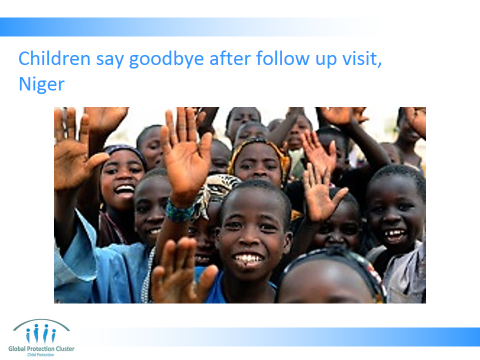 Children say goodbye after follow up visit,
Niger
Global Protection Cluster
Child Protection